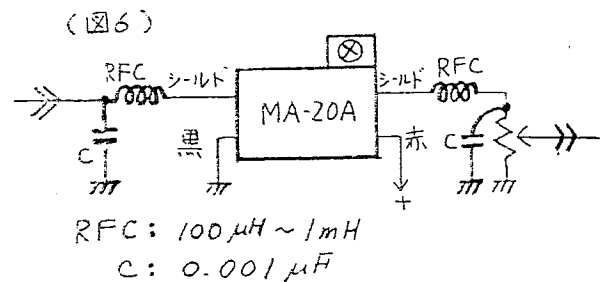 (図6)
RFC シールド MA-20A シールド RFC
C 黒 赤 C
+
RFC: 100μH~1mH
C: 0.001μF